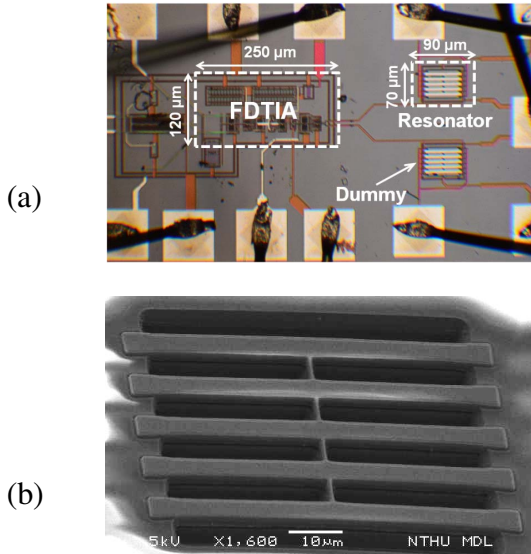 (a)
250 µm
90 µm
120 µm
FDTIA
70 µm
Resonator
Dummy
(b)
5kV X1,600 10µm NTHU MDL